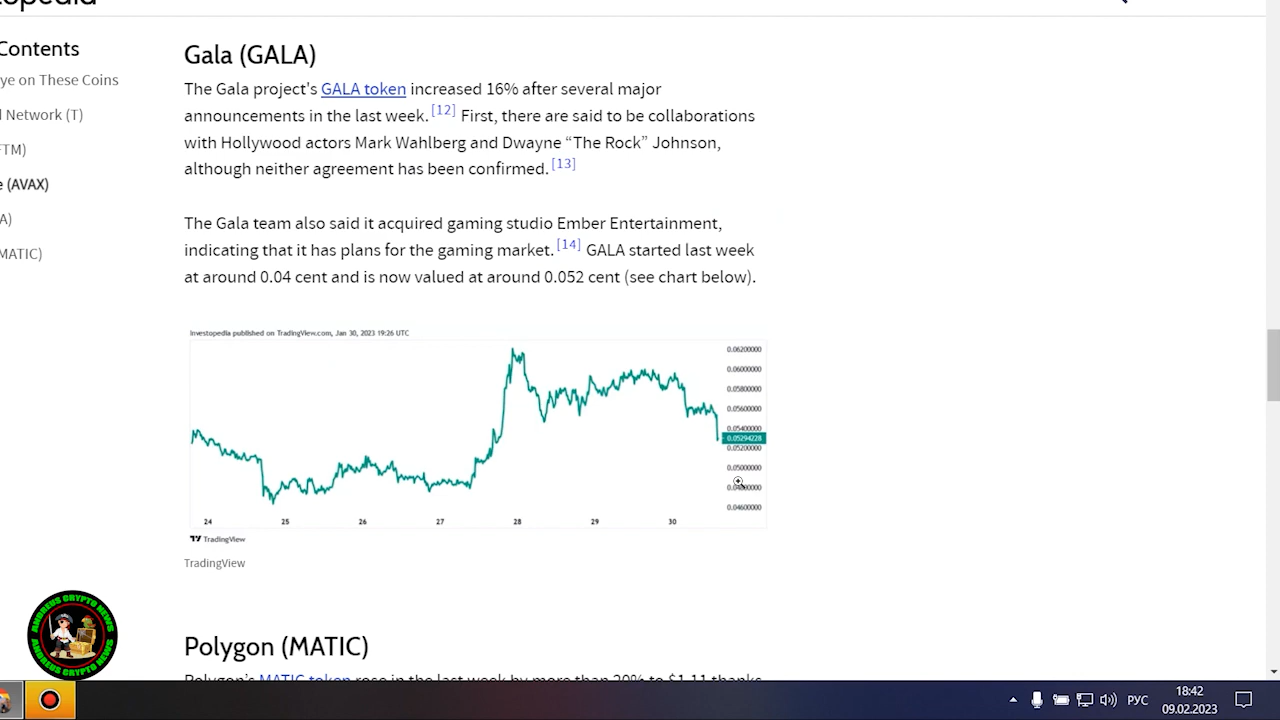 Contents
ye on These Coins
Network (T)
FTM)
(AVAX)
A)
MATIC)
Gala (GALA)
The Gala project's GALA token increased 16% after several major
announcements in the last week. [12] First, there are said to be collaborations
with Hollywood actors Mark Wahlberg and Dwayne “The Rock” Johnson,
although neither agreement has been confirmed. [13]
The Gala team also said it acquired gaming studio Ember Entertainment,
indicating that it has plans for the gaming market. [14] GALA started last week
at around 0.04 cent and is now valued at around 0.052 cent (see chart below).
Investopedia published on TradingView.com, Jan 30, 2023 19:26 UTC
0.06200000
0.06000000
0.05800000
0.05600000
0.05400000
0.05294228
0.05200000
0.05000000
0.04600000
24 25 26 27 28 29 30
TradingView
TradingView
Polygon (MATIC)
ANDREUS CRYPTO NEWS
ANDREUS CRYPTO NEWS
РУС
18:42
09.02.2023